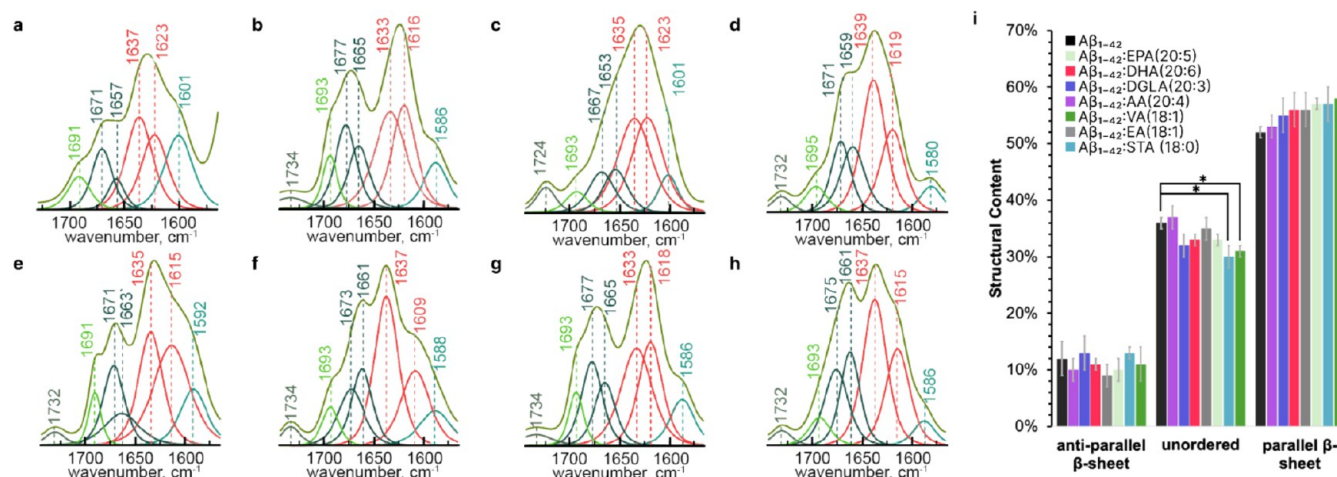 a
1691
1671
1657
1637
1623
1601
1700 1650 1600
wavenumber, cm⁻¹
b
1734
1693
1677
1665
1633
1616
1586
1700 1650 1600
wavenumber, cm⁻¹
c
1724
1693
1667
1653
1635
1623
1601
1700 1650 1600
wavenumber, cm⁻¹
d
1732
1695
1671
1659
1639
1619
1580
1700 1650 1600
wavenumber, cm⁻¹
e
1732
1691
1671
1663
1635
1615
1592
1700 1650 1600
wavenumber, cm⁻¹
f
1734
1693
1673
1661
1637
1609
1588
1700 1650 1600
wavenumber, cm⁻¹
g
1734
1693
1677
1665
1633
1618
1586
1700 1650 1600
wavenumber, cm⁻¹
h
1732
1693
1675
1661
1637
1615
1586
1700 1650 1600
wavenumber, cm⁻¹
i
Structural Content
70%
60%
50%
40%
30%
20%
10%
0%
Aβ₁₋₄₂
Aβ₁₋₄₂:EPA(20:5)
Aβ₁₋₄₂:DHA(20:6)
Aβ₁₋₄₂:DGLA(20:3)
Aβ₁₋₄₂:AA(20:4)
Aβ₁₋₄₂:VA(18:1)
Aβ₁₋₄₂:EA(18:1)
Aβ₁₋₄₂:STA (18:0)
*
*
anti-parallel
β-sheet
unordered
parallel β-
sheet